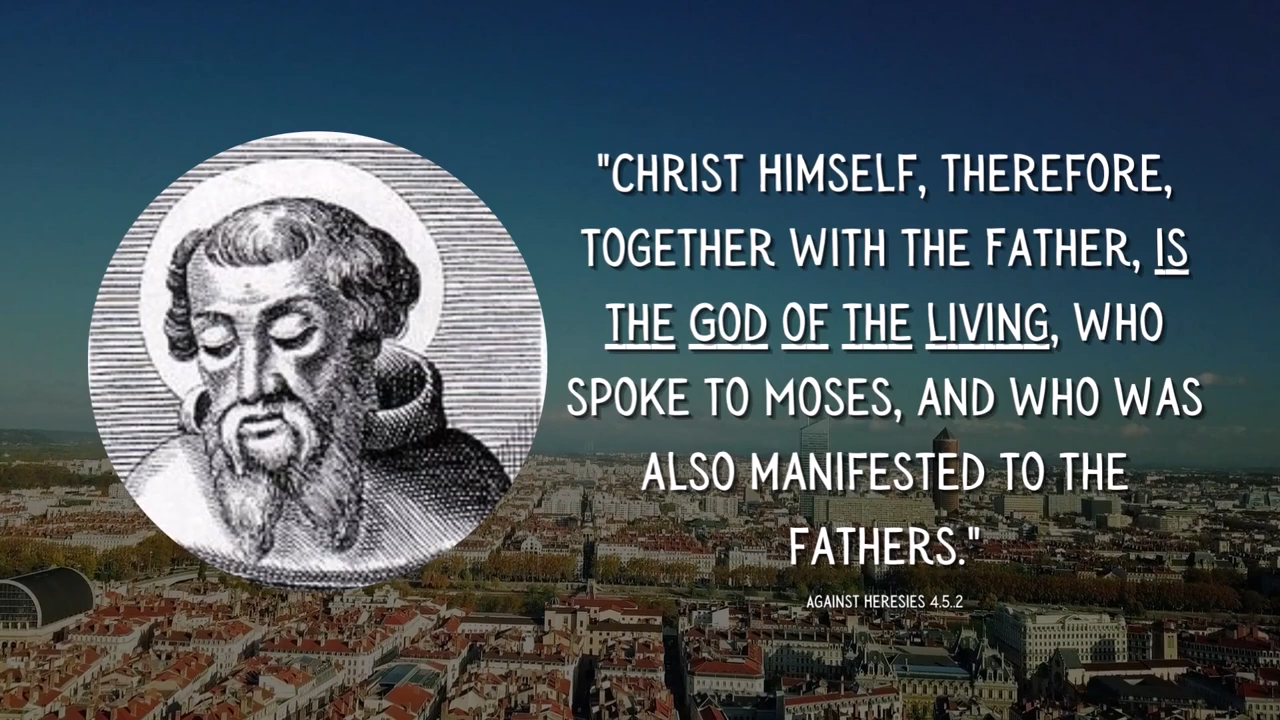 "CHRIST HIMSELF, THEREFORE,
TOGETHER WITH THE FATHER, IS
THE GOD OF THE LIVING, WHO
SPOKE TO MOSES, AND WHO WAS
ALSO MANIFESTED TO THE
FATHERS."
AGAINST HERESIES 4.5.2